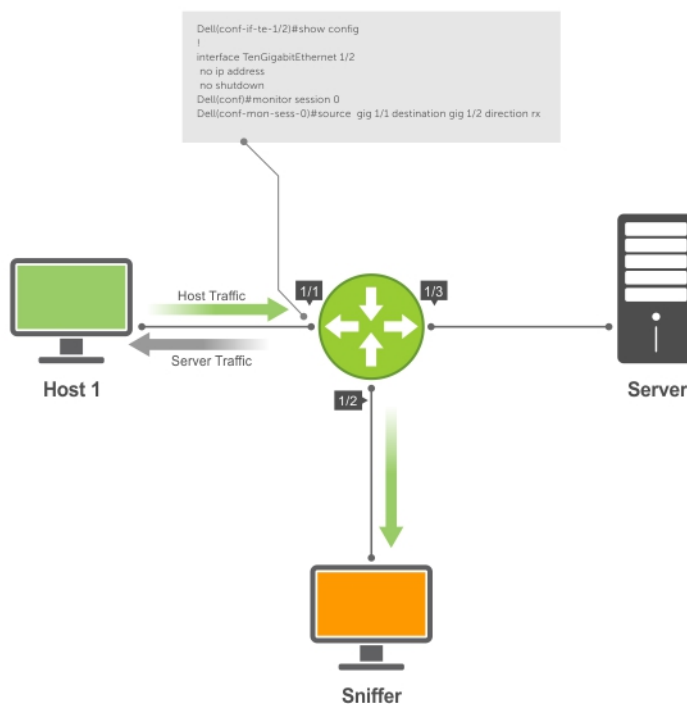 Dell(conf-if-te-1/2)#show config
!
interface TenGigabitEthernet 1/2
no ip address
no shutdown
Dell(conf)#monitor session 0
Dell(conf-mon-sess-0)#source gig 1/1 destination gig 1/2 direction rx
Host Traffic
1/1
1/3
Server Traffic
Host 1
Server
1/2
Sniffer